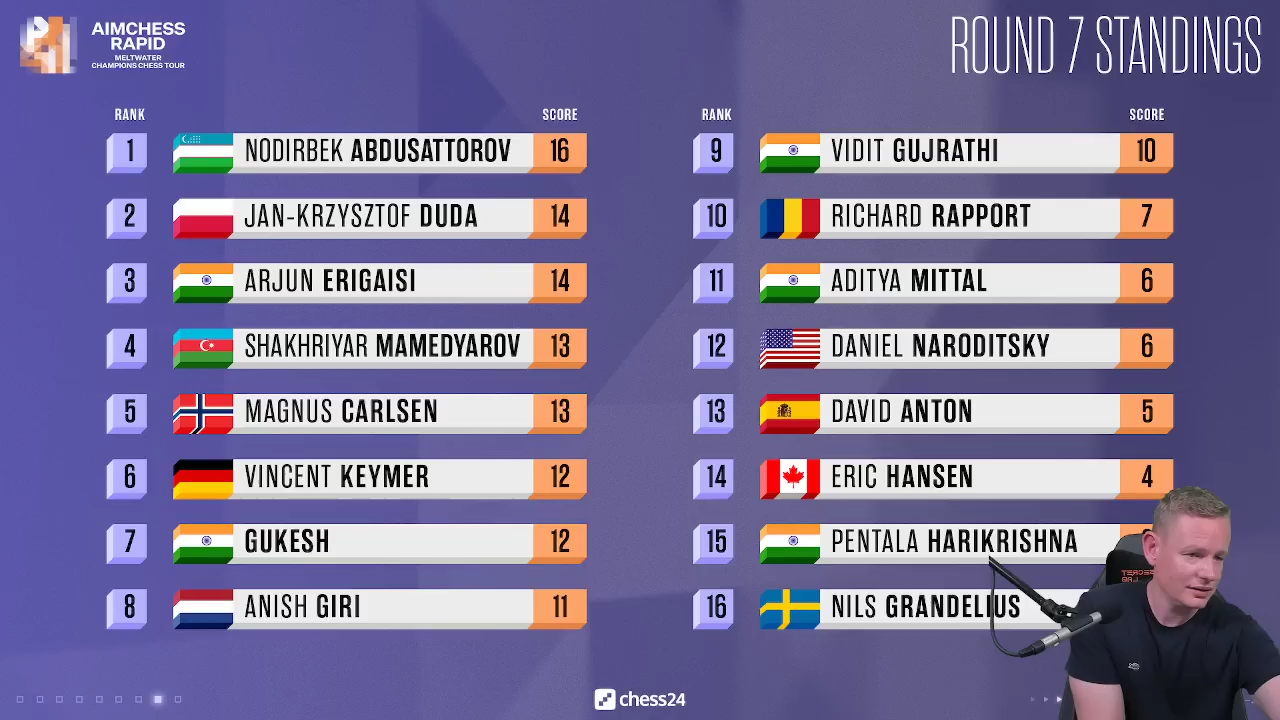 AIMCHESS
RAPID
MELTWATER
CHAMPIONS CHESS TOUR
ROUND 7 STANDINGS
RANK SCORE
1 NODIRBEK ABDUSATTOROV 16
2 JAN-KRZYSZTOF DUDA 14
3 ARJUN ERIGAISI 14
4 SHAKHRIYAR MAMEDYAROV 13
5 MAGNUS CARLSEN 13
6 VINCENT KEYMER 12
7 GUKESH 12
8 ANISH GIRI 11
RANK SCORE
9 VIDIT GUJRATHI 10
10 RICHARD RAPPORT 7
11 ADITYA MITTAL 6
12 DANIEL NARODITSKY 6
13 DAVID ANTON 5
14 ERIC HANSEN 4
15 PENTALA HARIKRISHNA
16 NILS GRANDELIUS
SECRET
LAB
chess24